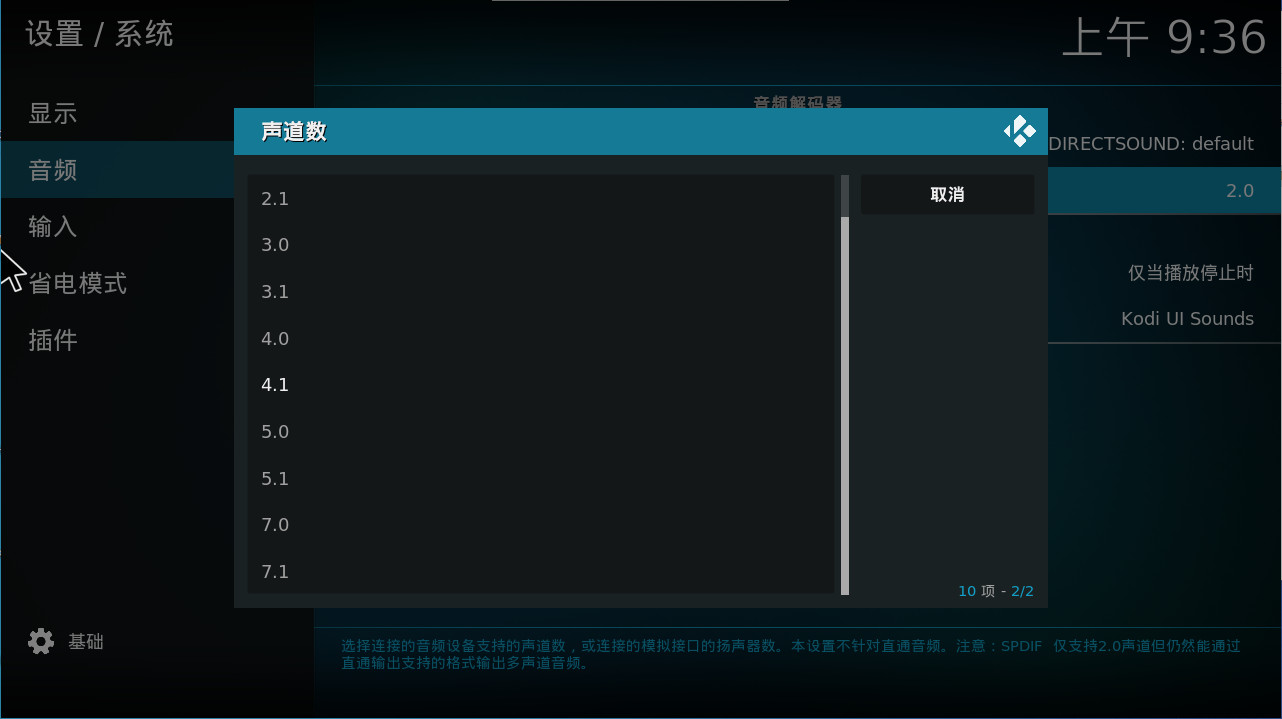 设置 / 系统
上午 9:36
显示
音频
输入
省电模式
插件
基础
音频解码器
DIRECTSOUND: default
2.0
仅当播放停止时
Kodi UI Sounds
声道数
2.1
3.0
3.1
4.0
4.1
5.0
5.1
7.0
7.1
取消
10 项 - 2/2
选择连接的音频设备支持的声道数，或连接的模拟接口的扬声器数。本设置不针对直通音频。注意：SPDIF 仅支持2.0声道但仍然能通过
直通输出支持的格式输出多声道音频。